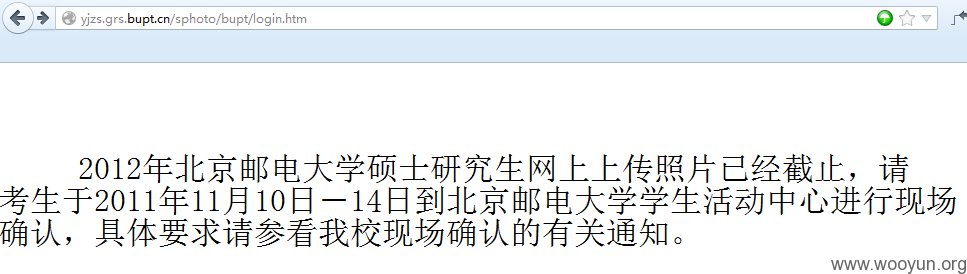 yjzs.grs.bupt.cn/sphoto/bupt/login.htm
2012年北京邮电大学硕士研究生网上上传照片已经截止，请
考生于2011年11月10日－14日到北京邮电大学学生活动中心进行现场
确认，具体要求请参看我校现场确认的有关通知。
www.wooyun.org